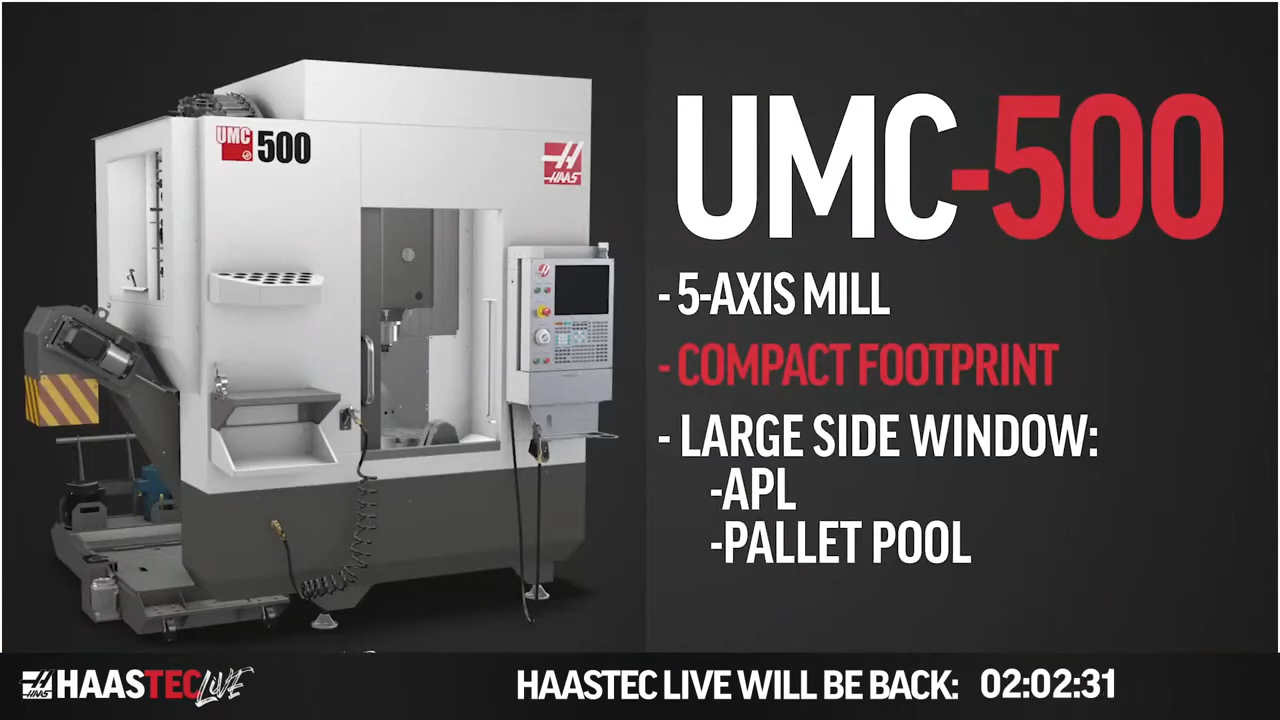 UMC-500
UMC 500
HAAS
- 5-AXIS MILL
- COMPACT FOOTPRINT
- LARGE SIDE WINDOW:
-APL
-PALLET POOL
HAAS HAASTEC LIVE
HAASTEC LIVE WILL BE BACK: 02:02:31